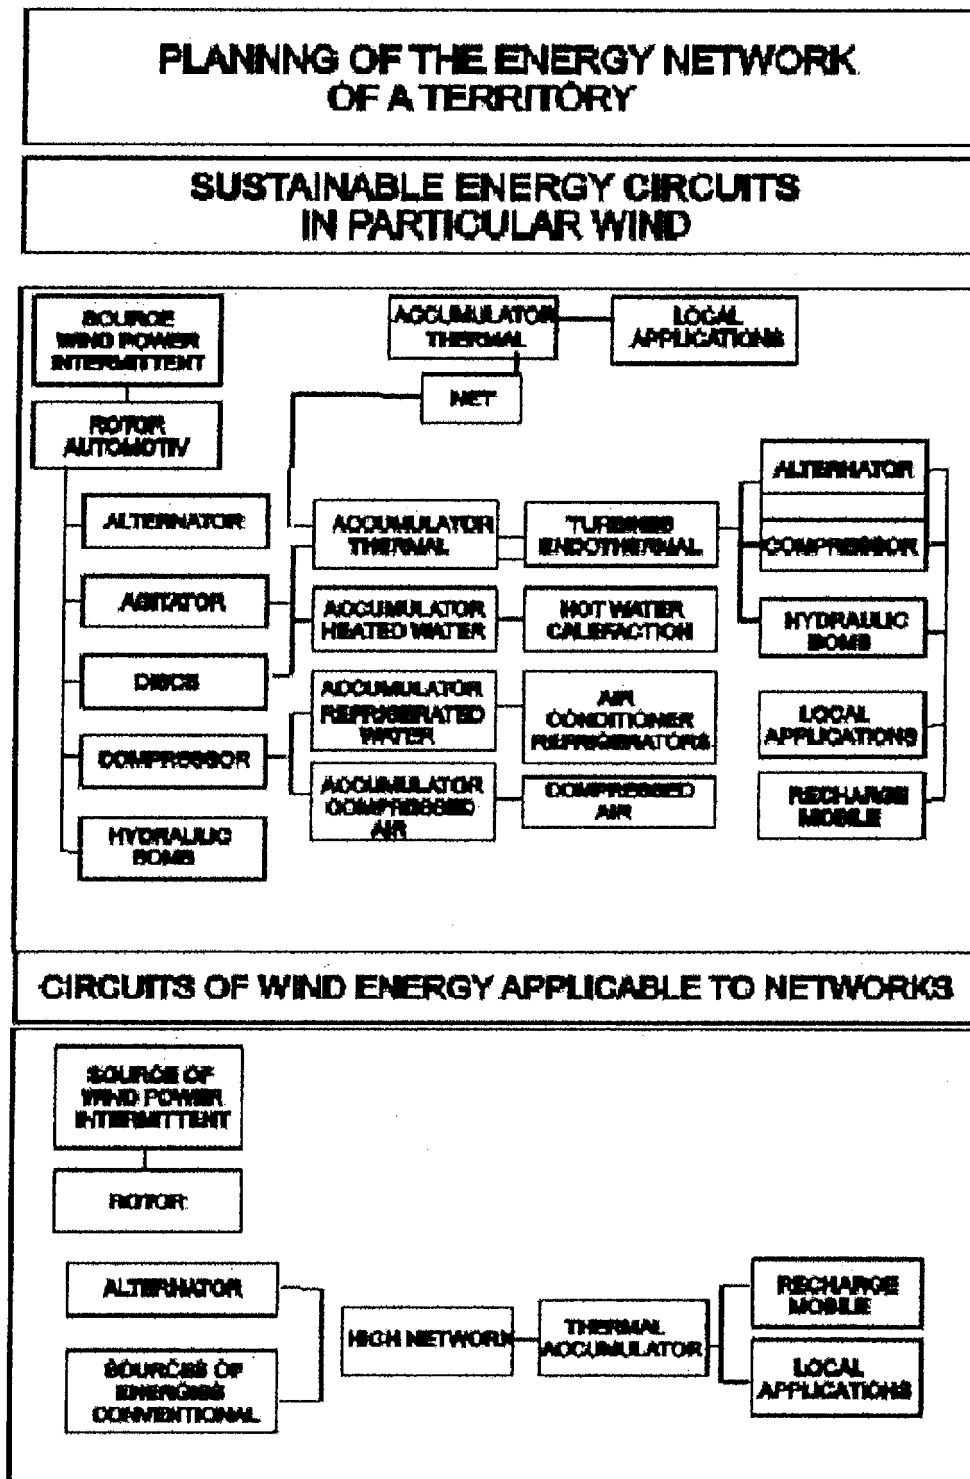 PLANNNG OF THE ENERGY NETWORK
OF A TERRITORY
SUSTAINABLE ENERGY CIRCUITS
IN PARTICULAR WIND
SOURCE
WIND POWER
INTERMITTENT
ACCUMULATOR
THERMAL
LOCAL
APPLICATIONS
NET
ROTOR
AUTOMOTIV
ALTERNATOR
AGITATOR
DISCS
COMPRESSOR
HYDRAULIC
BOMB
ACCUMULATOR
THERMAL
ACCUMULATOR
HEATED WATER
ACCUMULATOR
REFRIGERATED
WATER
ACCUMULATOR
COMPRESSED
AIR
TURBINES
ENDOTHERMAL
HOT WATER
CALEFACTION
AIR
CONDITIONER
REFRIGERATORS
COMPRESSED
AIR
ALTERNATOR
COMPRESSOR
HYDRAULIC
BOMB
LOCAL
APPLICATIONS
RECHARGE
MOBILE
CIRCUITS OF WIND ENERGY APPLICABLE TO NETWORKS
SOURCE OF
WIND POWER
INTERMITTENT
ROTOR
ALTERNATOR
SOURCES OF
ENERGIES
CONVENTIONAL
HIGH NETWORK
THERMAL
ACCUMULATOR
RECHARGE
MOBILE
LOCAL
APPLICATIONS